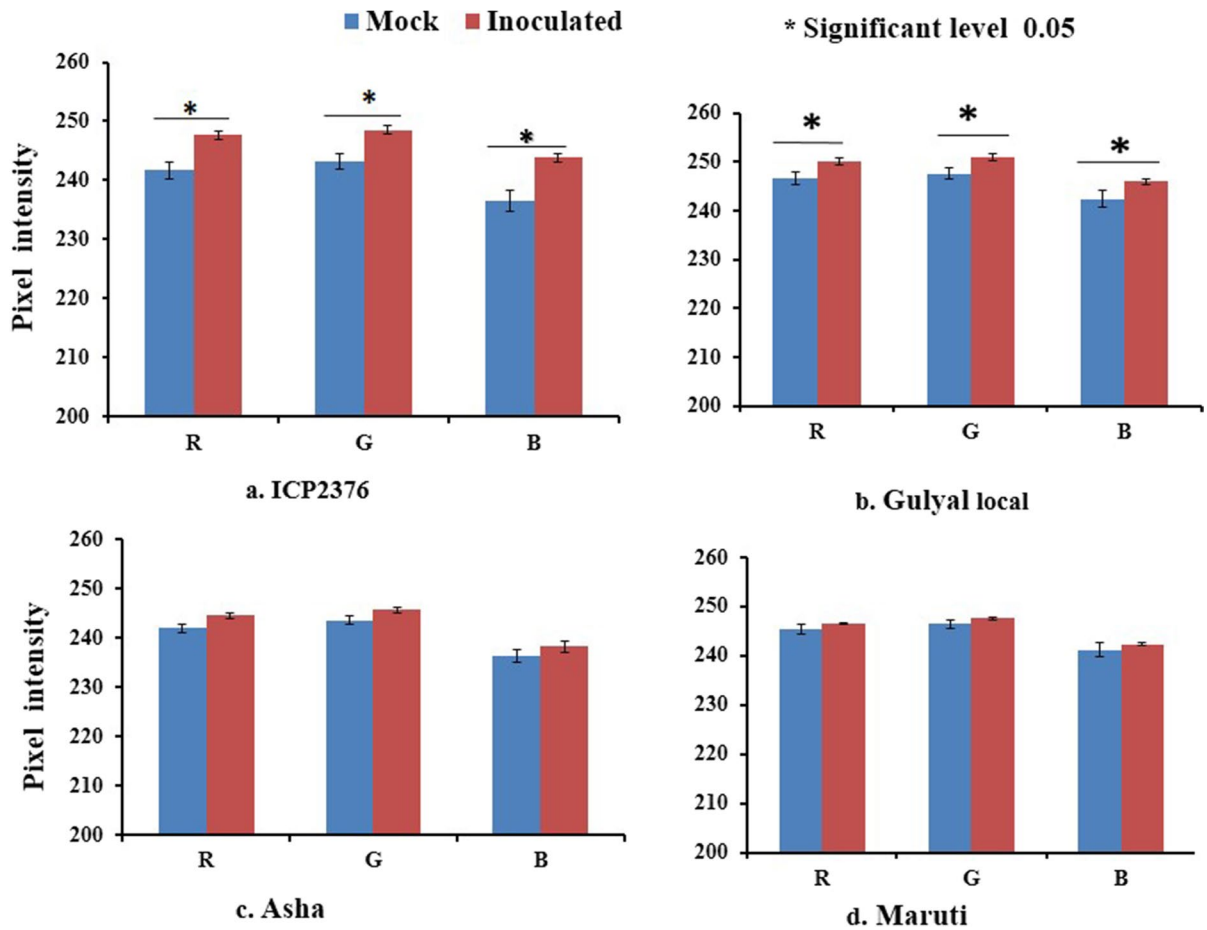 Mock Inoculated
* Significant level 0.05
260
250
240
230
220
210
200
Pixel intensity
*
*
*
R G B
a. ICP2376
260
250
240
230
220
210
200
*
*
*
R G B
b. Gulyal local
260
250
240
230
220
210
200
Pixel intensity
R G B
c. Asha
260
250
240
230
220
210
200
R G B
d. Maruti